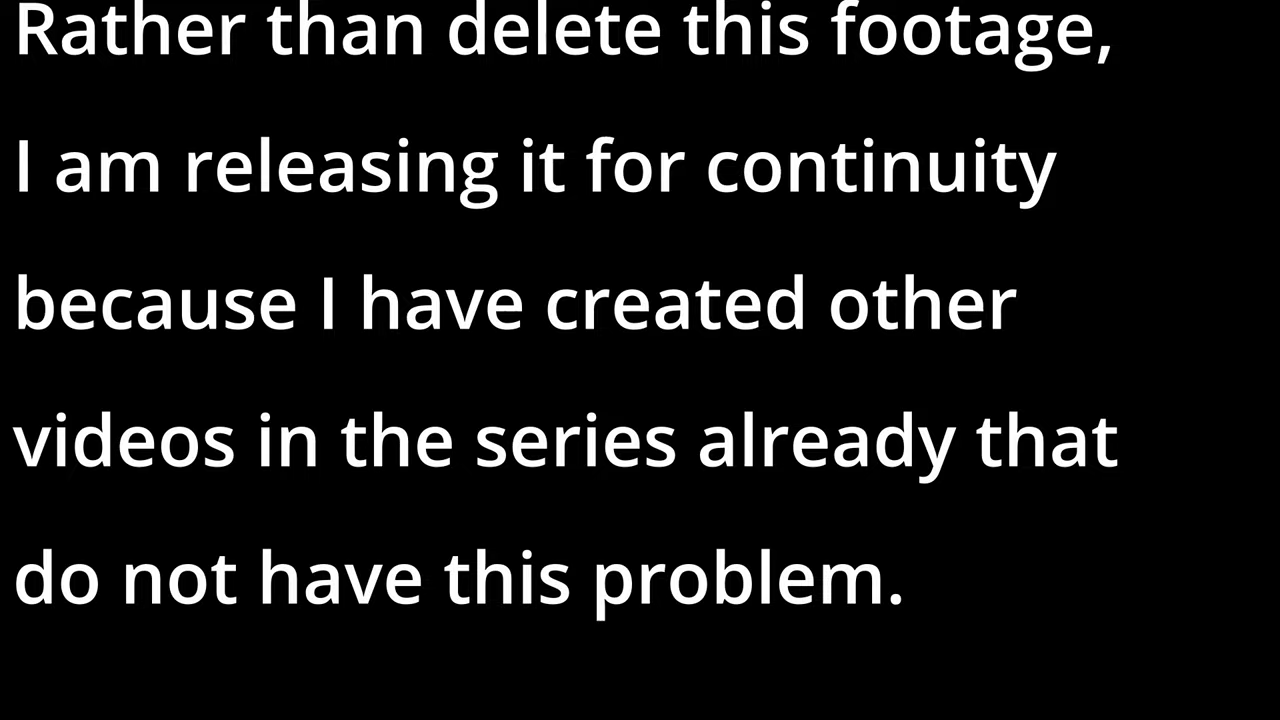 Rather than delete this footage,
I am releasing it for continuity
because I have created other
videos in the series already that
do not have this problem.